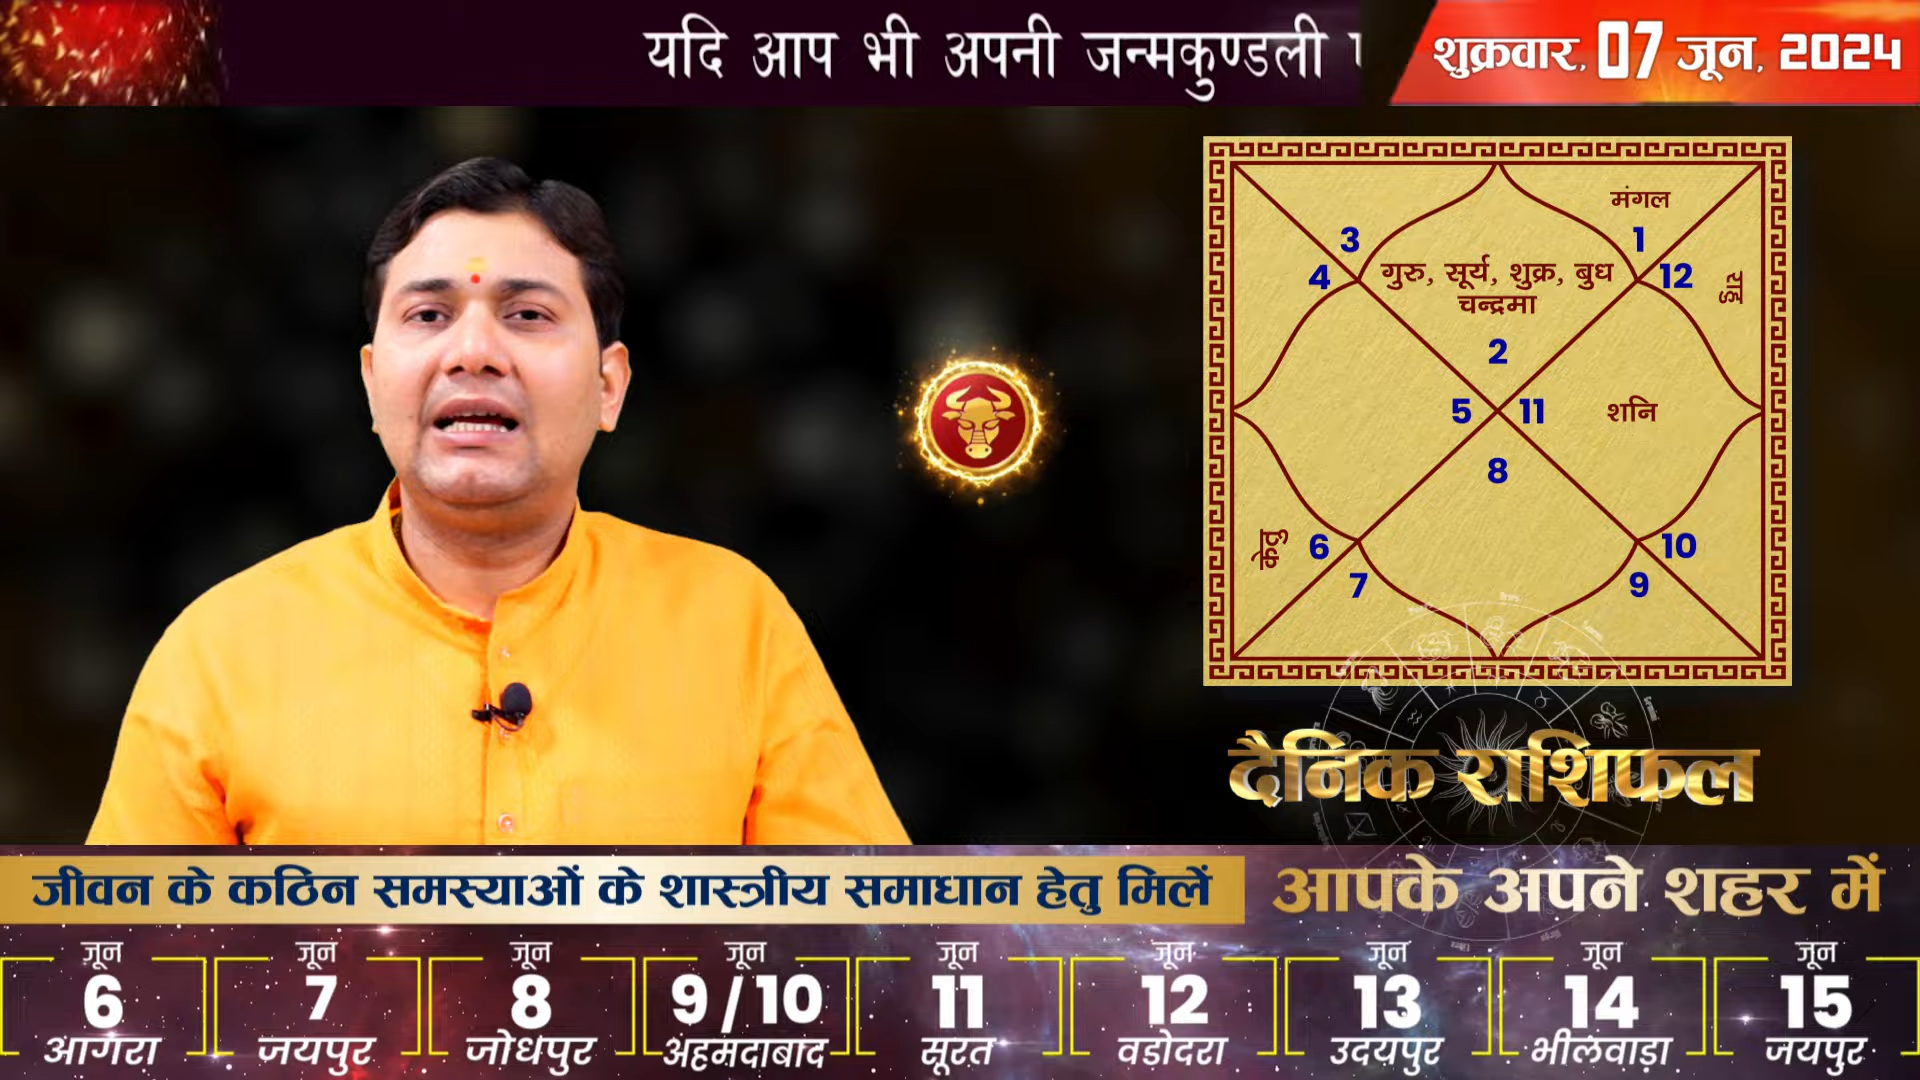 यदि आप भी अपनी जन्मकुण्डली
शुक्रवार, 07 जून, 2024
मंगल
3
1
4
गुरु, सूर्य, शुक्र, बुध
चन्द्रमा
12
राहु
2
5
11
शनि
8
केतु
6
10
7
9
दैनिक राशिफल
जीवन के कठिन समस्याओं के शास्त्रीय समाधान हेतु मिलें
आपके अपने शहर में
जून
6
आगरा
जून
7
जयपुर
जून
8
जोधपुर
जून
9 / 10
अहमदाबाद
जून
11
सूरत
जून
12
वडोदरा
जून
13
उदयपुर
जून
14
भीलवाड़ा
जून
15
जयपुर